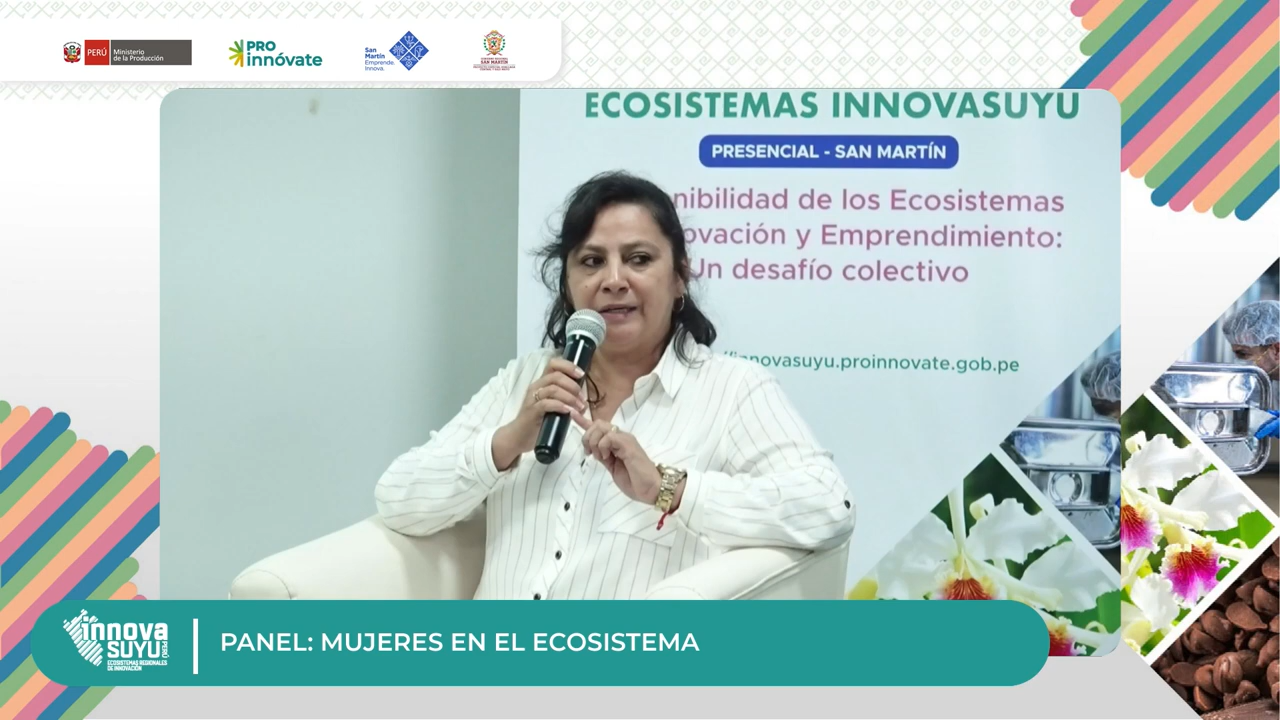 PERÚ
Ministerio
de la Producción
PRO
innóvate
San
Martín
Emprende.
Innova.
SAN MARTÍN
ECOSISTEMAS INNOVASUYU
PRESENCIAL - SAN MARTÍN
nibilidad de los Ecosistemas
ovación y Emprendimiento:
Un desafío colectivo
innovasuyu.proinnovate.gob.pe
innova
SUYU
PERÚ
ECOSISTEMAS REGIONALES
DE INNOVACIÓN
PANEL: MUJERES EN EL ECOSISTEMA